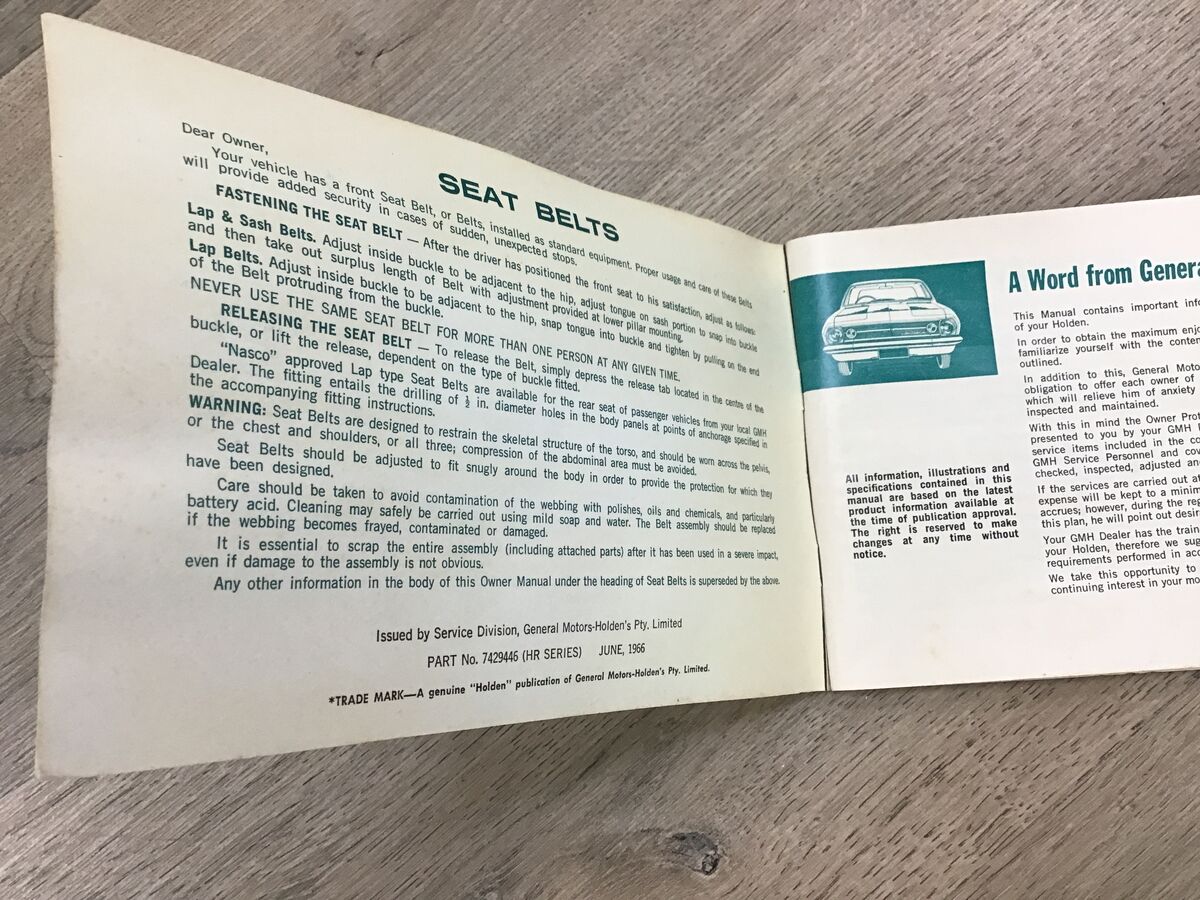 SEAT BELTS
Dear Owner,
Your vehicle has a front Seat Belt, or Belts, installed as standard equipment. Proper usage and care of these Belts
will provide added security in cases of sudden, unexpected stops.
FASTENING THE SEAT BELT — After the driver has positioned the front seat to his satisfaction, adjust as follows:
Lap & Sash Belts. Adjust inside buckle to be adjacent to the hip, adjust tongue on sash portion to snap into buckle
and then take out surplus length of Belt with adjustment provided at lower pillar mounting.
Lap Belts. Adjust inside buckle to be adjacent to the hip, snap tongue into buckle and tighten by pulling on the end
of the Belt protruding from the buckle.
NEVER USE THE SAME SEAT BELT FOR MORE THAN ONE PERSON AT ANY GIVEN TIME.
RELEASING THE SEAT BELT — To release the Belt, simply depress the release tab located in the centre of the
buckle, or lift the release, dependent on the type of buckle fitted.
"Nasco" approved Lap type Seat Belts are available for the rear seat of passenger vehicles from your local GMH
Dealer. The fitting entails the drilling of ½ in. diameter holes in the body panels at points of anchorage specified in
the accompanying fitting instructions.
WARNING: Seat Belts are designed to restrain the skeletal structure of the torso, and should be worn across the pelvis,
or the chest and shoulders, or all three; compression of the abdominal area must be avoided.
Seat Belts should be adjusted to fit snugly around the body in order to provide the protection for which they
have been designed.
Care should be taken to avoid contamination of the webbing with polishes, oils and chemicals, and particularly
battery acid. Cleaning may safely be carried out using mild soap and water. The Belt assembly should be replaced
if the webbing becomes frayed, contaminated or damaged.
It is essential to scrap the entire assembly (including attached parts) after it has been used in a severe impact,
even if damage to the assembly is not obvious.
Any other information in the body of this Owner Manual under the heading of Seat Belts is superseded by the above.
Issued by Service Division, General Motors-Holden's Pty. Limited
PART No. 7429446 (HR SERIES) JUNE, 1966
*TRADE MARK—A genuine "Holden" publication of General Motors-Holden's Pty. Limited.
All information, illustrations and
specifications contained in this
manual are based on the latest
product information available at
the time of publication approval.
The right is reserved to make
changes at any time without
notice.
A Word from Genera
This Manual contains important info
of your Holden.
In order to obtain the maximum enj
familiarize yourself with the conten
outlined.
In addition to this, General Moto
obligation to offer each owner of
which will relieve him of anxiety
inspected and maintained.
With this in mind the Owner Prot
presented to you by your GMH
service items included in the co
GMH Service Personnel and cov
checked, inspected, adjusted an
If the services are carried out at
expense will be kept to a minim
accrues; however, during the rep
this plan, he will point out desir
Your GMH Dealer has the train
your Holden, therefore we sug
requirements performed in acc
We take this opportunity to
continuing interest in your mo